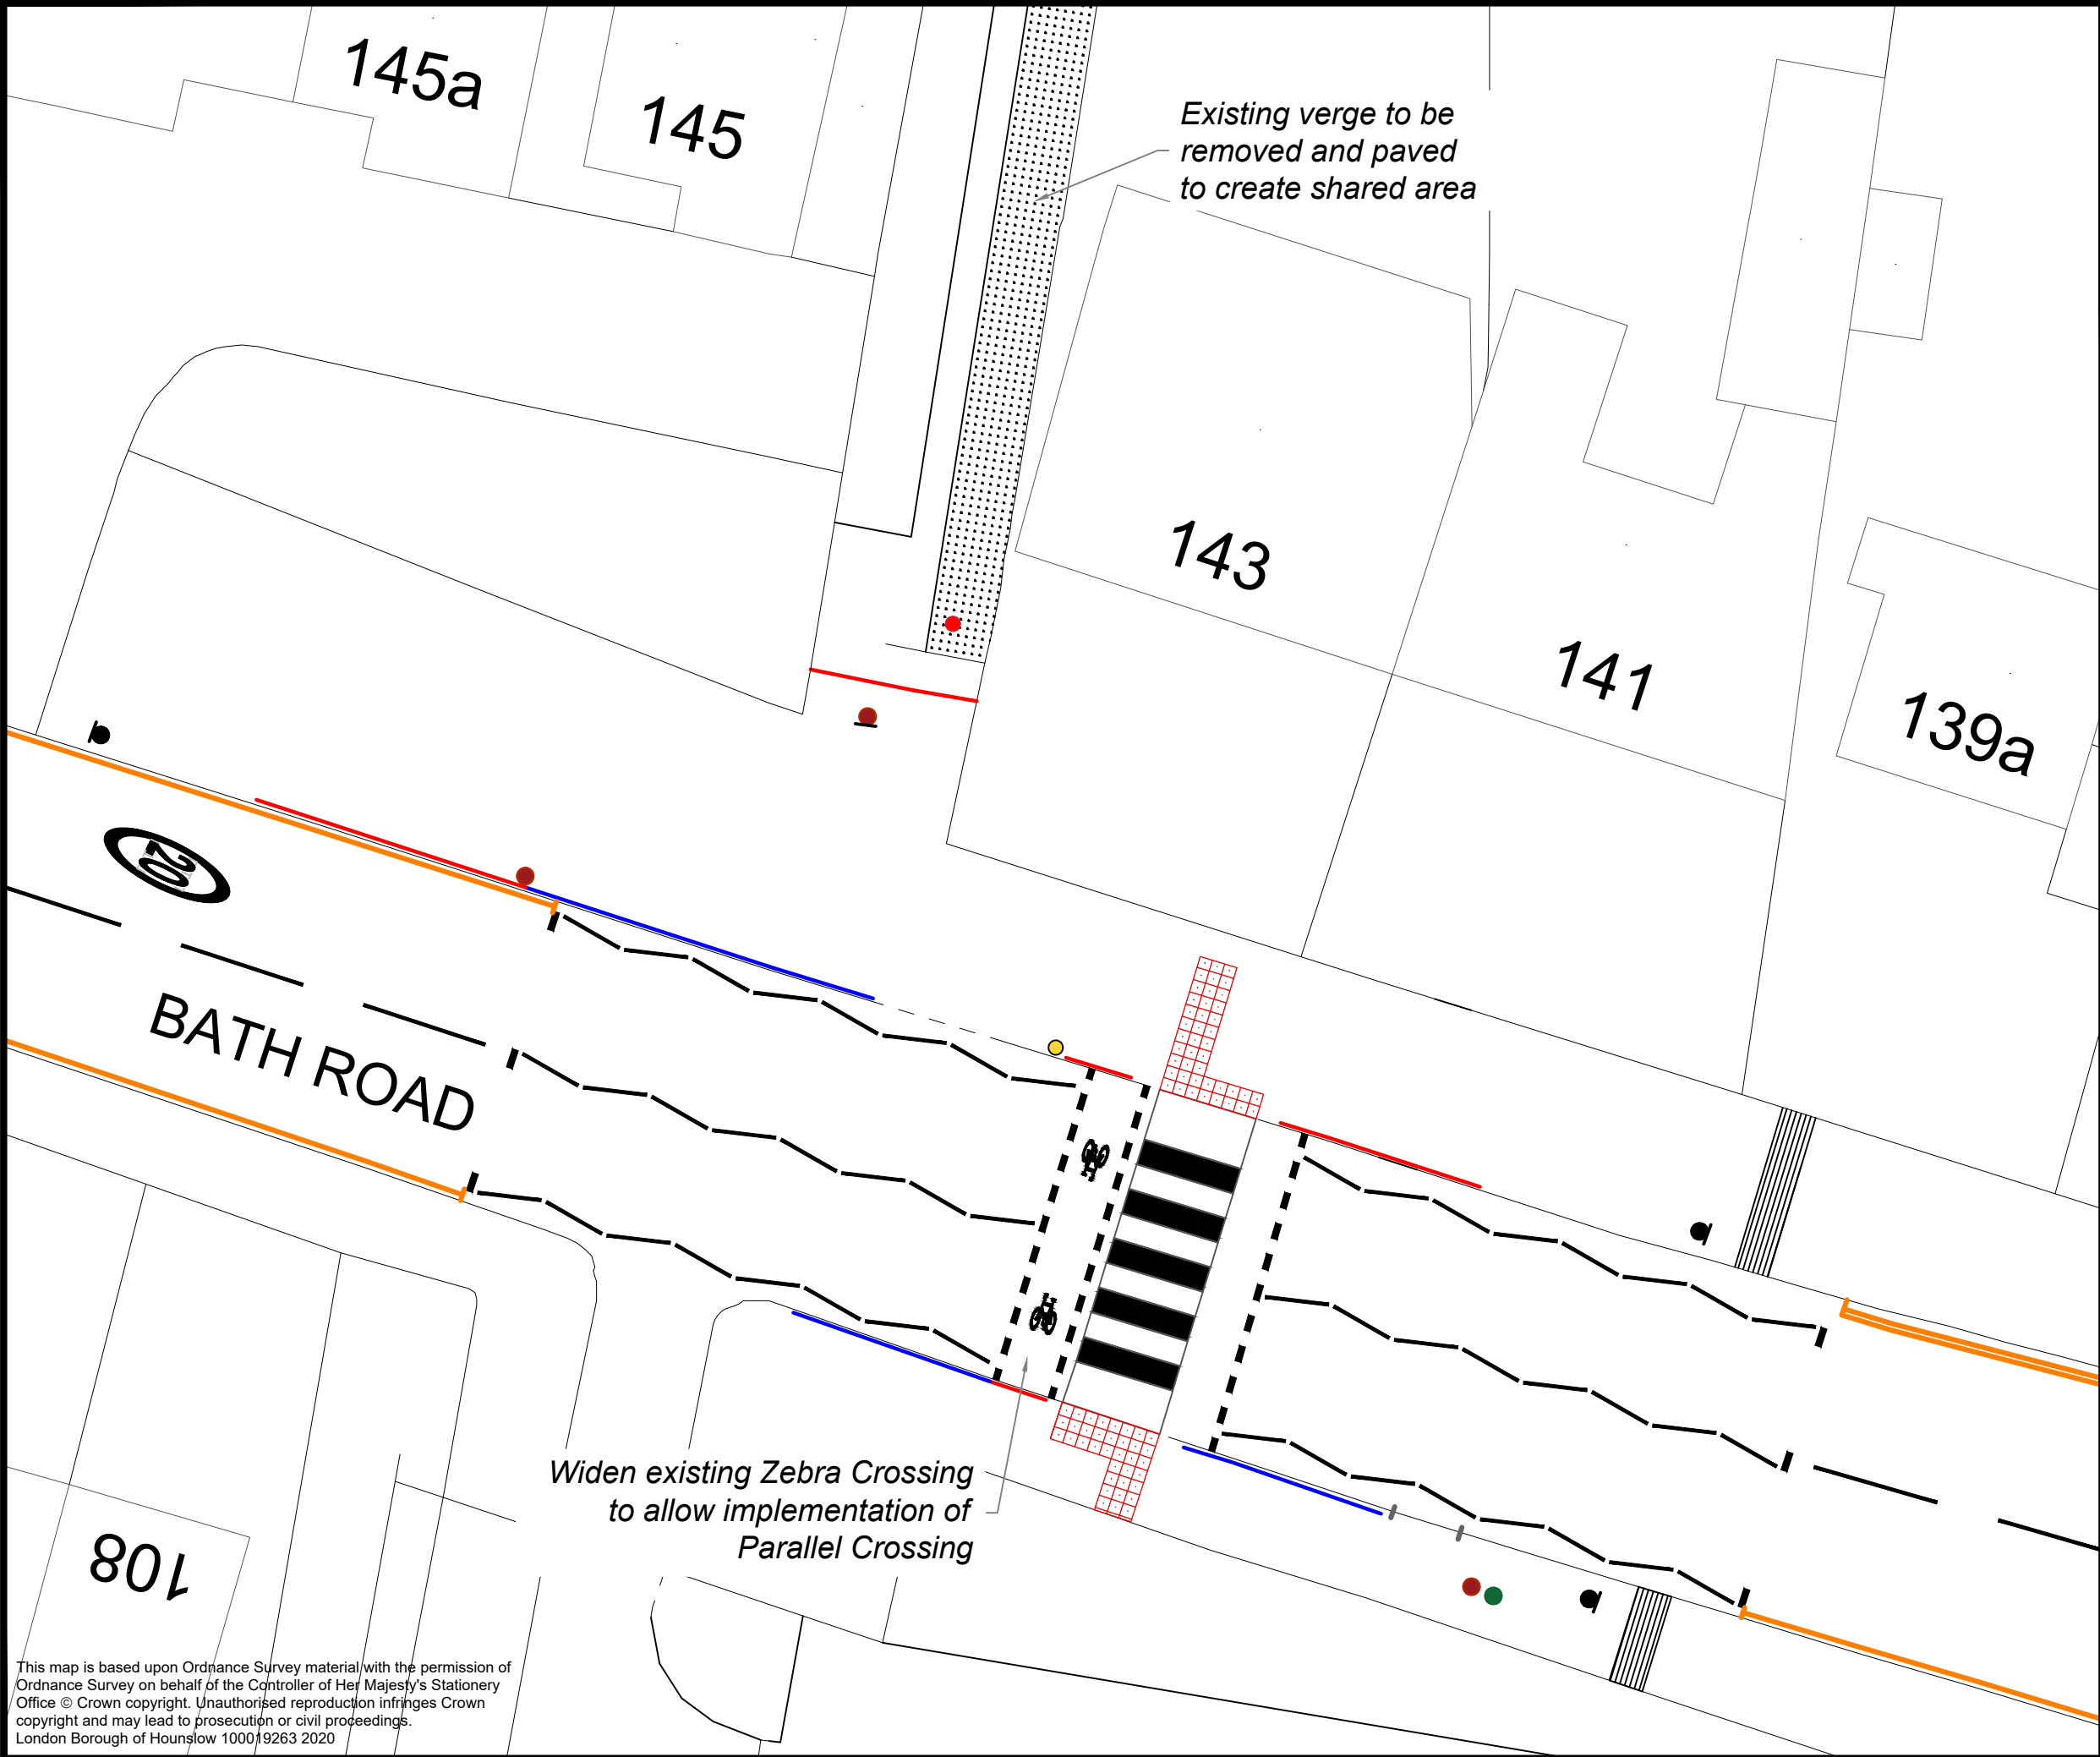 145a
145
Existing verge to be
removed and paved
to create shared area
143
141
139a
20
BATH ROAD
Widen existing Zebra Crossing
to allow implementation of
Parallel Crossing
108
This map is based upon Ordnance Survey material with the permission of
Ordnance Survey on behalf of the Controller of Her Majesty's Stationery
Office © Crown copyright. Unauthorised reproduction infringes Crown
copyright and may lead to prosecution or civil proceedings.
London Borough of Hounslow 100019263 2020